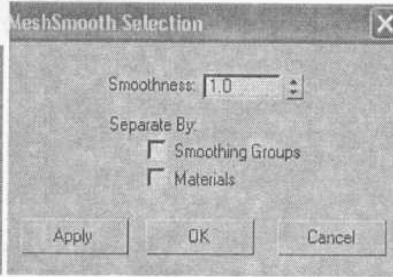 MeshSmooth Selection
Smoothness: 1.0
Separate By:
Smoothing Groups
Materials
Apply OK Cancel